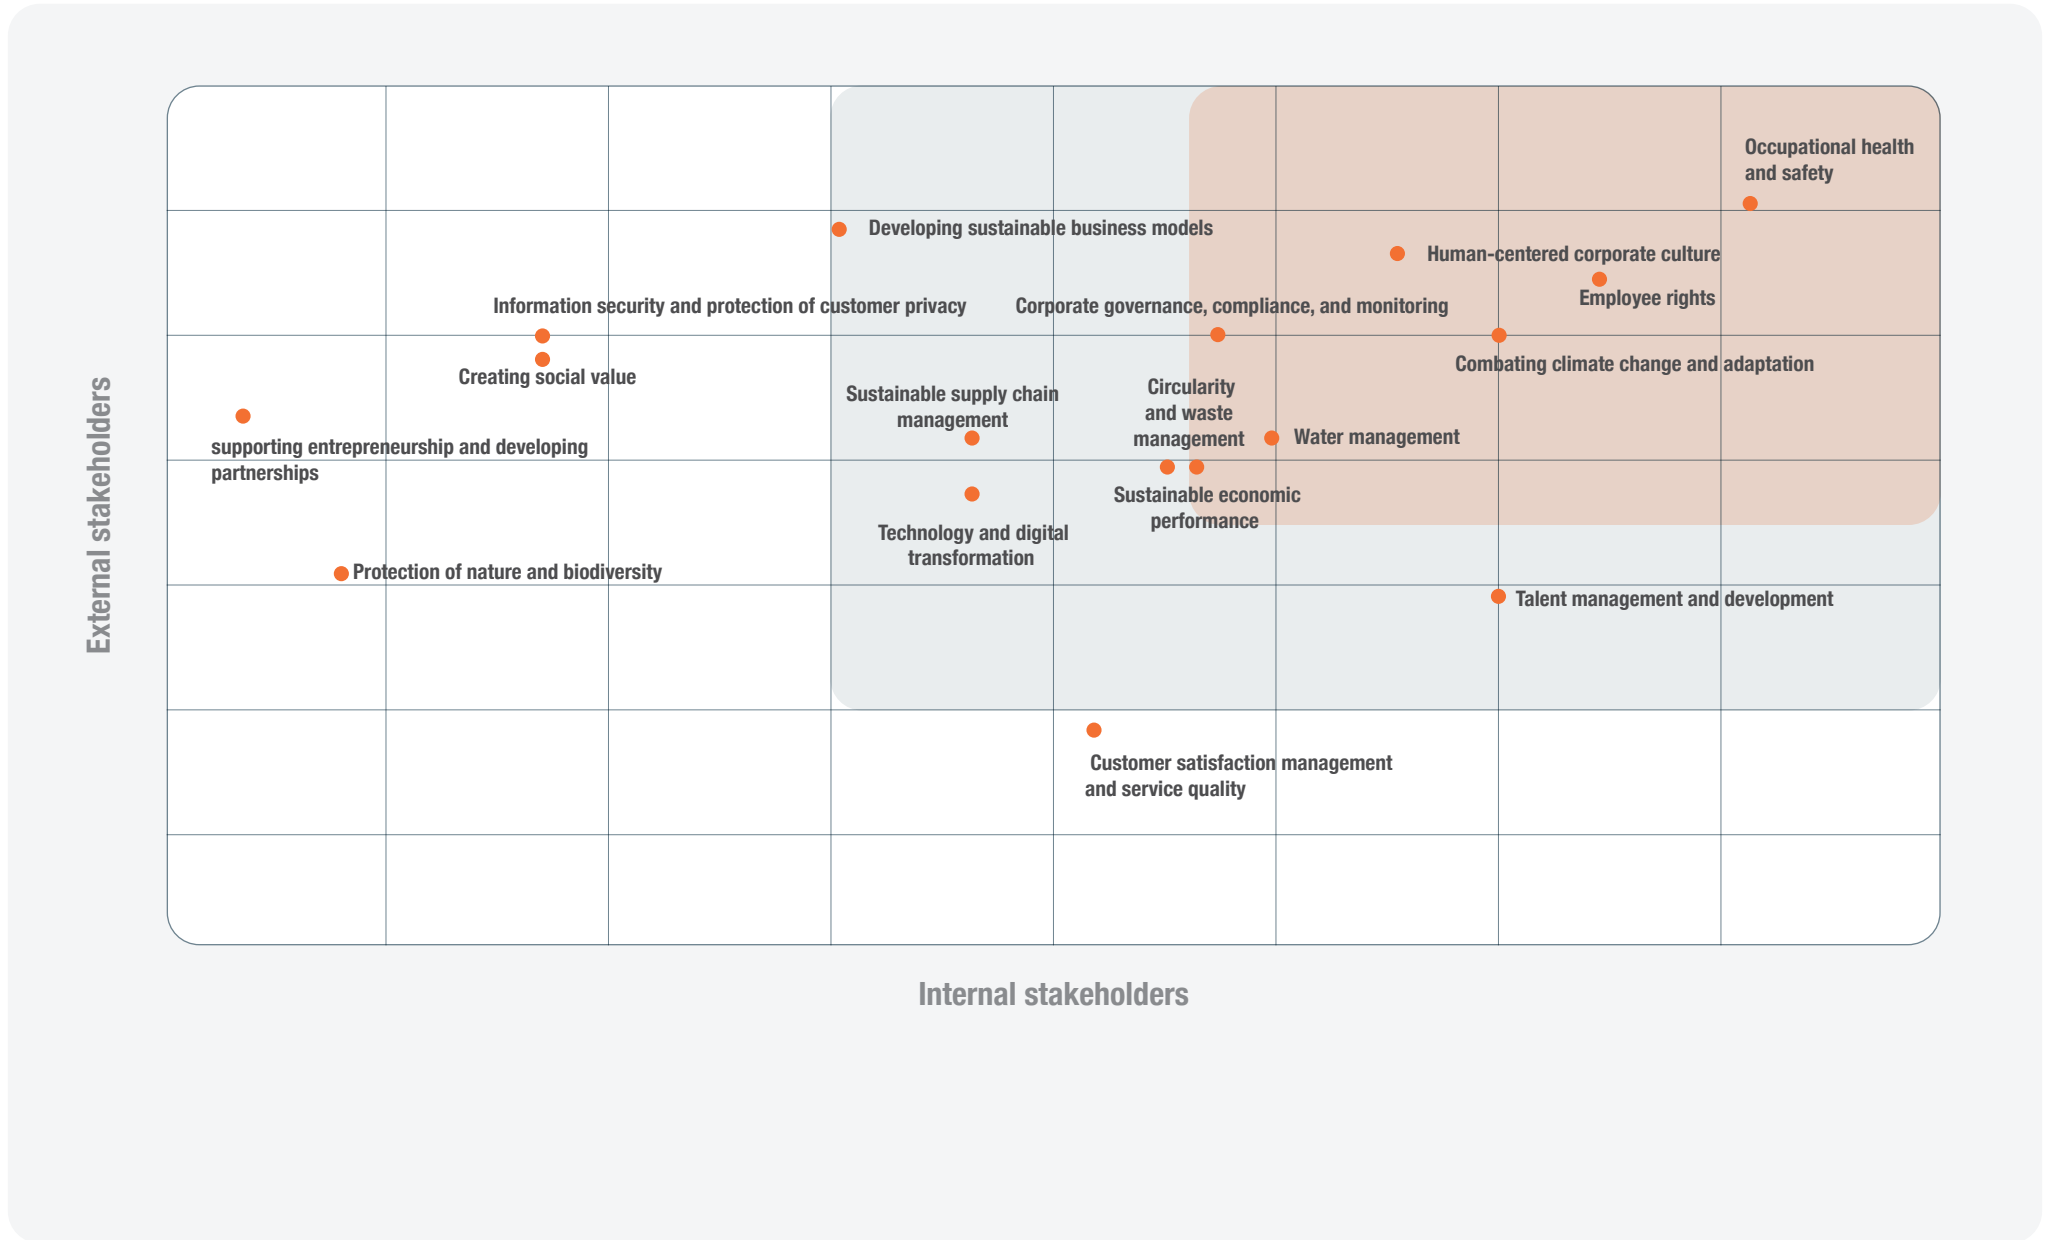 Occupational health
and safety
Developing sustainable business models
Human-centered corporate culture
Employee rights
Information security and protection of customer privacy
Corporate governance, compliance, and monitoring
Combating climate change and adaptation
Creating social value
Sustainable supply chain
management
Circularity
and waste
management
Water management
supporting entrepreneurship and developing
partnerships
Sustainable economic
performance
Technology and digital
transformation
Protection of nature and biodiversity
Talent management and development
Customer satisfaction management
and service quality
External stakeholders
Internal stakeholders